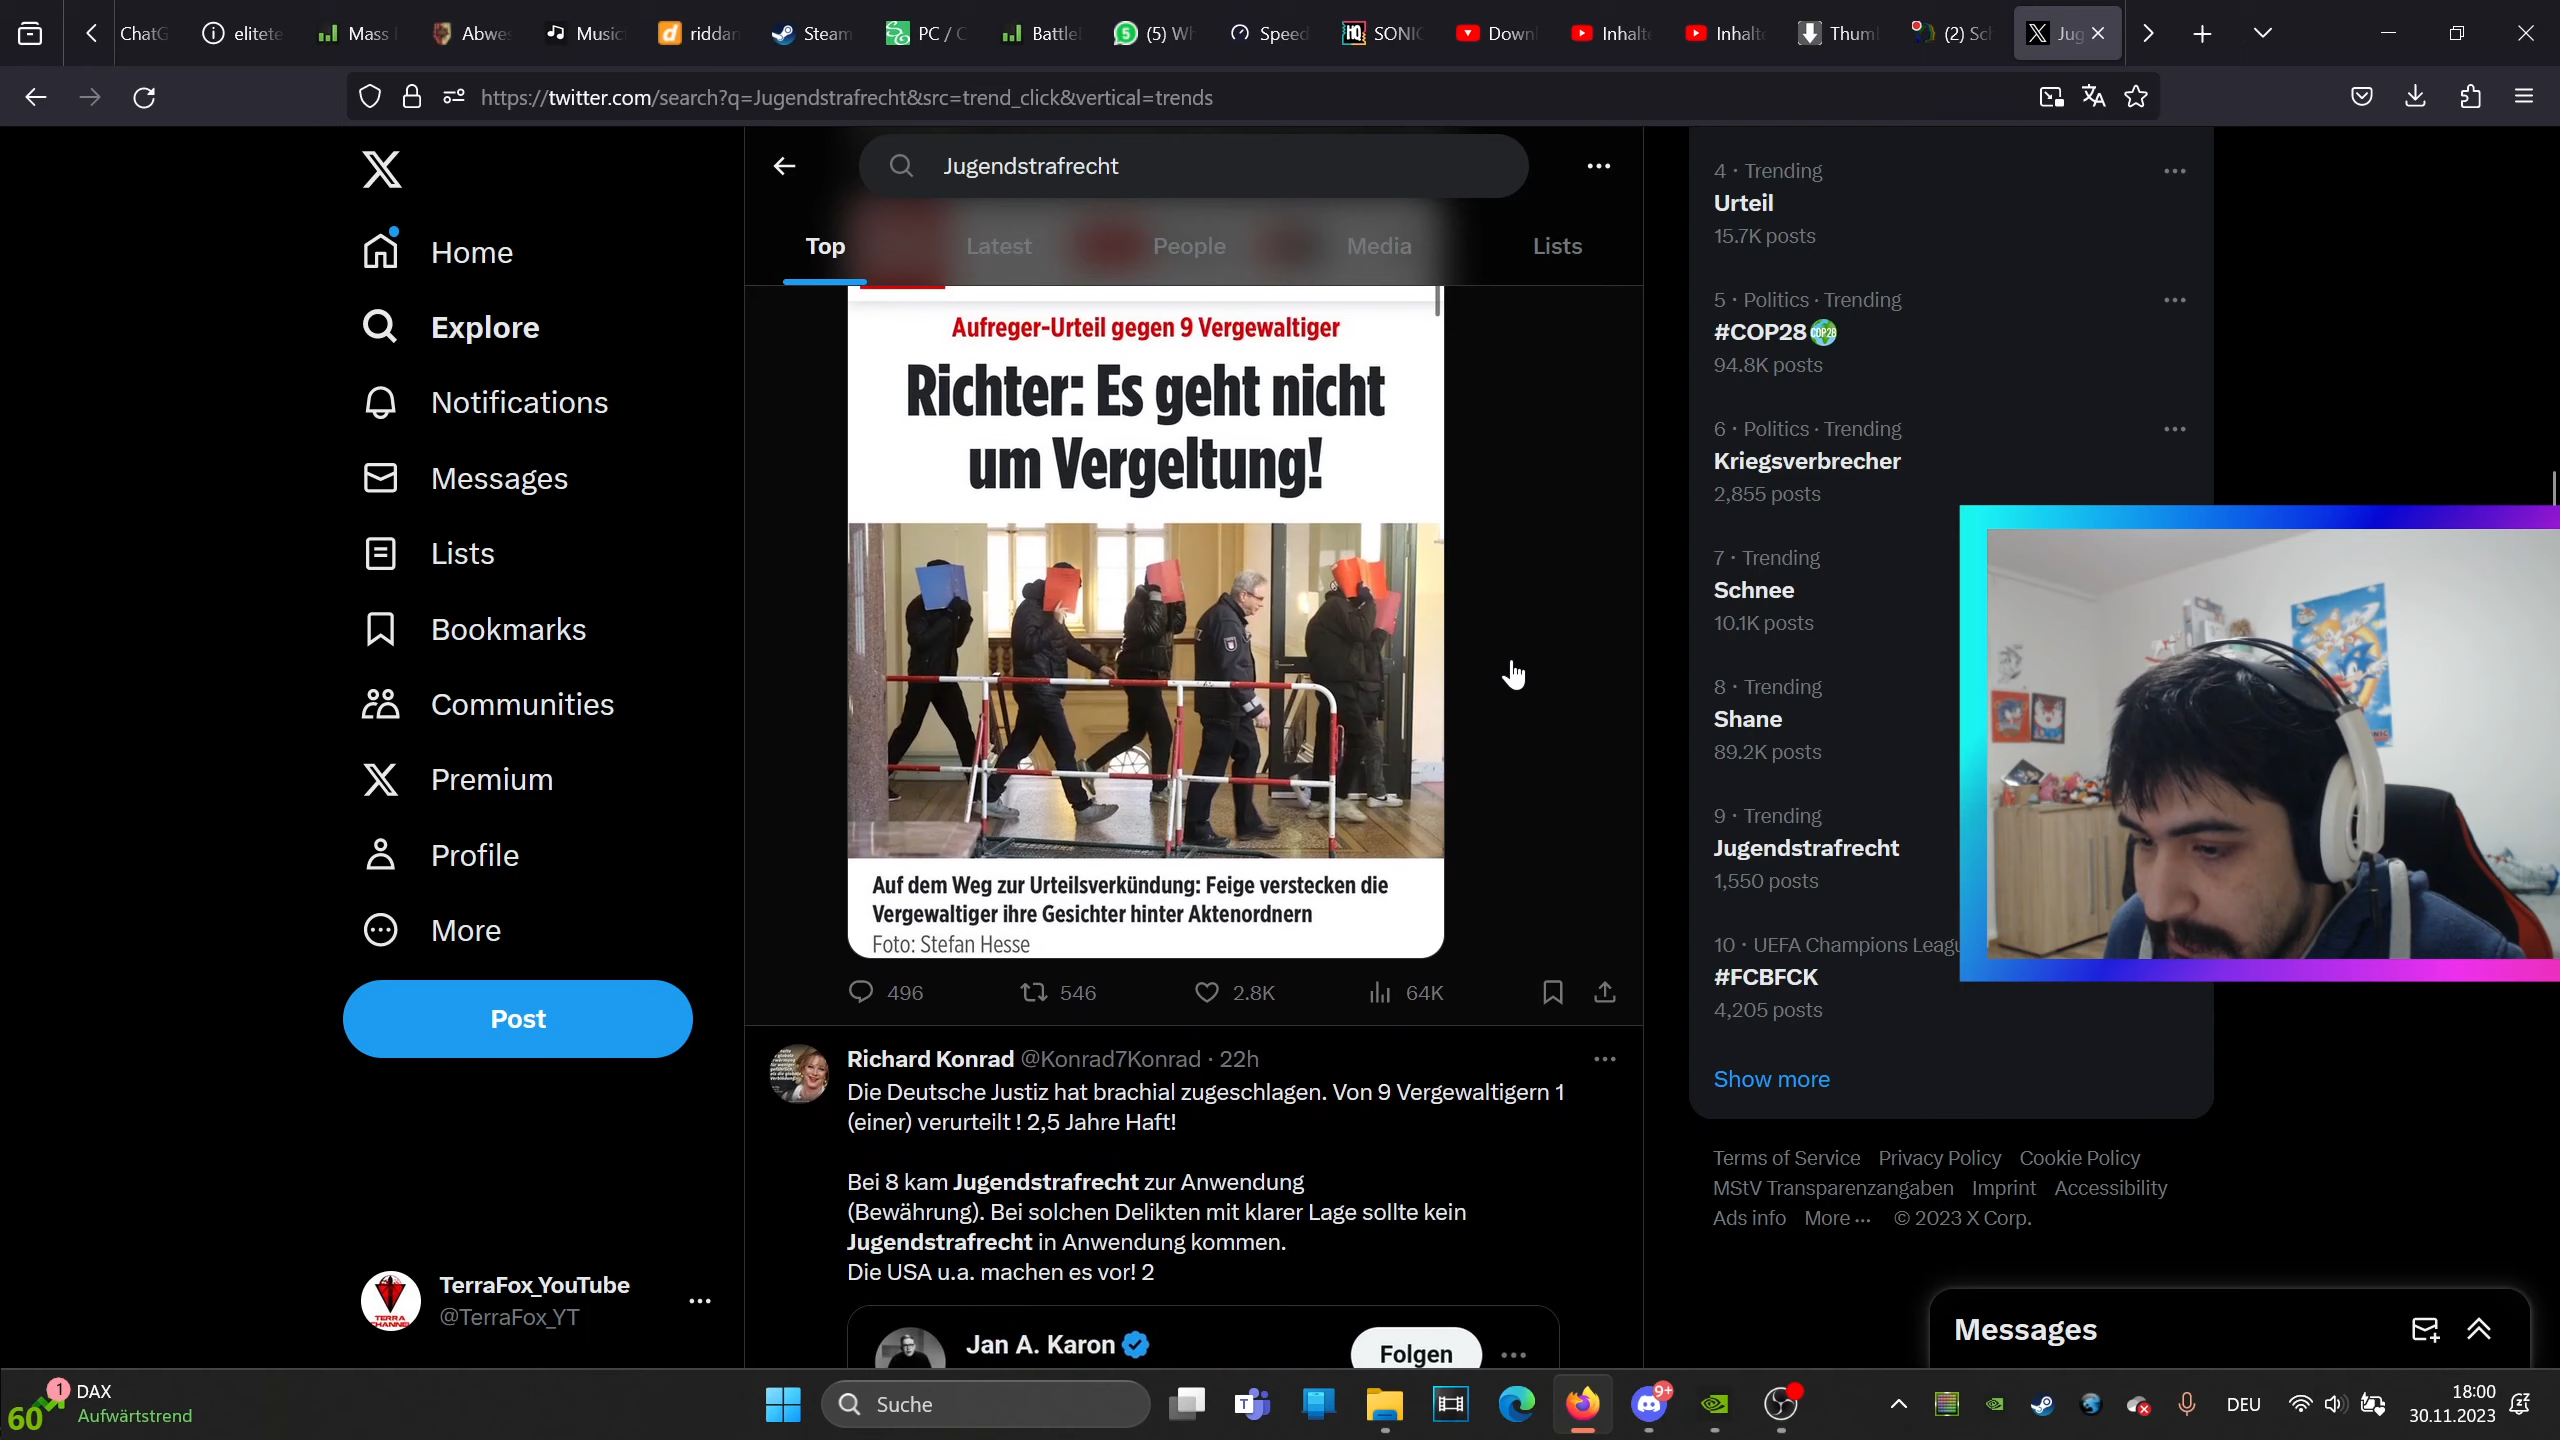 ChatG
elitete
Mass
Abwes
Music
riddan
Steam
PC / C
Battlef
(5) Wh
Speed
SONIC
Downl
Inhalte
Inhalte
Thum
(2) Sch
Jug
https://twitter.com/search?q=Jugendstrafrecht&src=trend_click&vertical=trends
Home
Explore
Notifications
Messages
Lists
Bookmarks
Communities
Premium
Profile
More
Post
TerraFox_YouTube
@TerraFox_YT
Jugendstrafrecht
Top
Latest
People
Media
Lists
Aufreger-Urteil gegen 9 Vergewaltiger
Richter: Es geht nicht
um Vergeltung!
Auf dem Weg zur Urteilsverkündung: Feige verstecken die
Vergewaltiger ihre Gesichter hinter Aktenordnern
Foto: Stefan Hesse
496
546
2.8K
64K
Richard Konrad @Konrad7Konrad · 22h
Die Deutsche Justiz hat brachial zugeschlagen. Von 9 Vergewaltigern 1
(einer) verurteilt ! 2,5 Jahre Haft!
Bei 8 kam Jugendstrafrecht zur Anwendung
(Bewährung). Bei solchen Delikten mit klarer Lage sollte kein
Jugendstrafrecht in Anwendung kommen.
Die USA u.a. machen es vor! 2
Jan A. Karon
Folgen
4 · Trending
Urteil
15.7K posts
5 · Politics · Trending
#COP28
94.8K posts
6 · Politics · Trending
Kriegsverbrecher
2,855 posts
7 · Trending
Schnee
10.1K posts
8 · Trending
Shane
89.2K posts
9 · Trending
Jugendstrafrecht
1,550 posts
10 · UEFA Champions Leagu
#FCBFCK
4,205 posts
Show more
Terms of Service Privacy Policy Cookie Policy
MStV Transparenzangaben Imprint Accessibility
Ads info More ··· © 2023 X Corp.
Messages
60
1
DAX
Aufwärtstrend
Suche
9+
DEU
18:00
30.11.2023